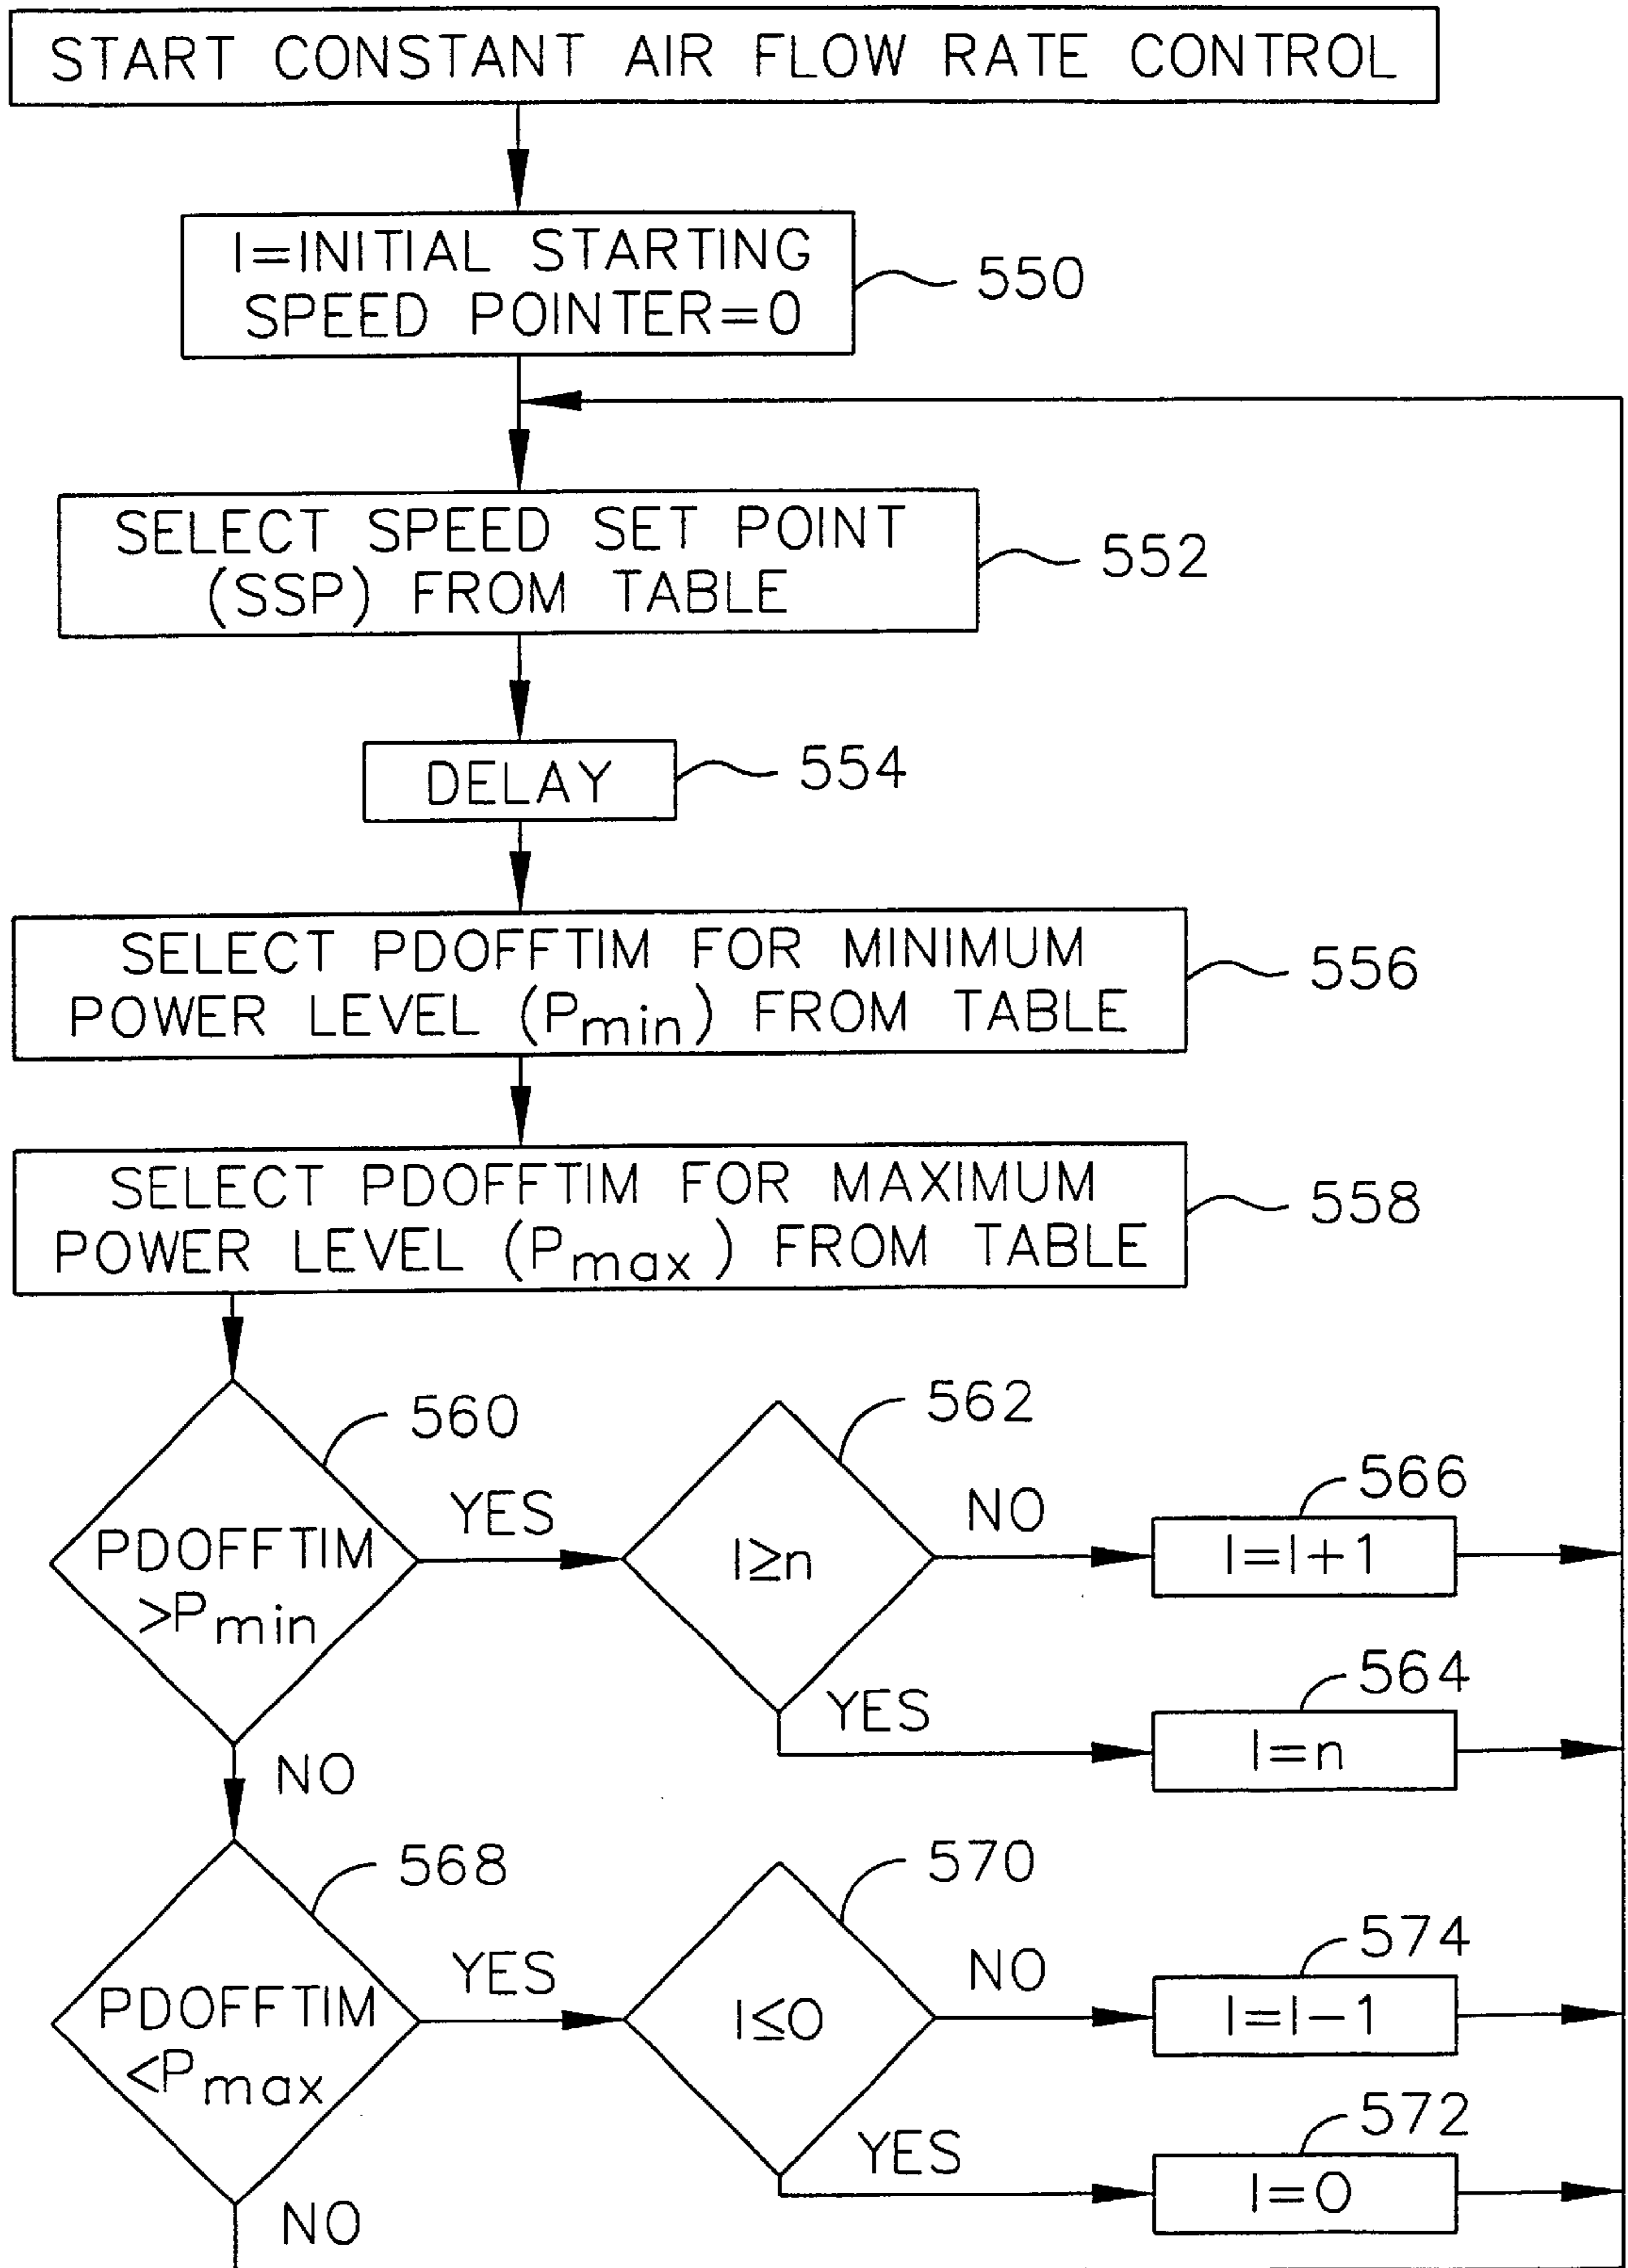 START CONSTANT AIR FLOW RATE CONTROL
I=INITIAL STARTING
SPEED POINTER=0
550
SELECT SPEED SET POINT
(SSP) FROM TABLE
552
DELAY
554
SELECT PDOFFTIM FOR MINIMUM
POWER LEVEL (Pmin) FROM TABLE
556
SELECT PDOFFTIM FOR MAXIMUM
POWER LEVEL (Pmax) FROM TABLE
558
560
PDOFFTIM
>Pmin
YES
562
I≥n
NO
566
I=I+1
YES
564
I=n
NO
568
PDOFFTIM
<Pmax
YES
570
I≤0
NO
574
I=I-1
YES
572
I=0
NO